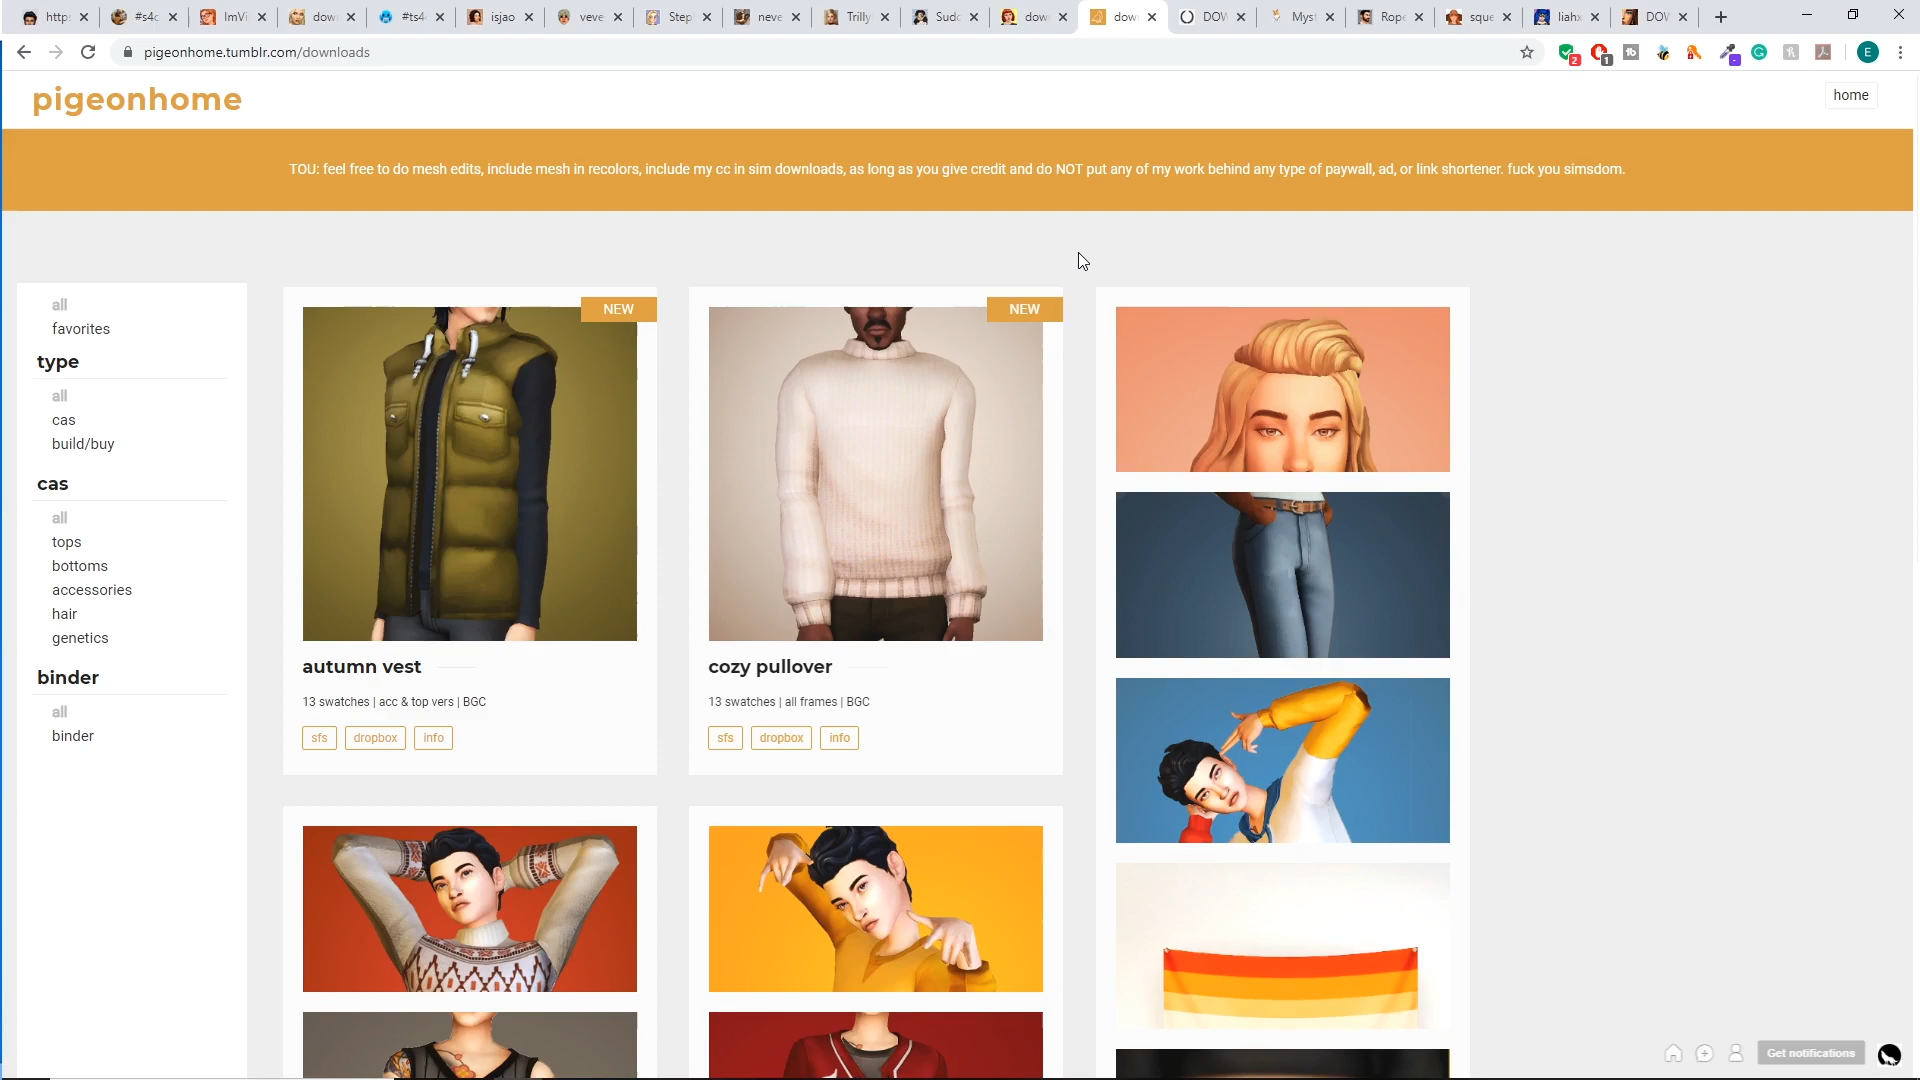 http:
#s4c
ImVi
down
#ts4
isjao
veve
Step
neve
Trilly
Sudo
dow
dow
DOV
Myst
Rope
sque
liahx
DOV
pigeonhome.tumblr.com/downloads
2
1
E
pigeonhome
home
TOU: feel free to do mesh edits, include mesh in recolors, include my cc in sim downloads, as long as you give credit and do NOT put any of my work behind any type of paywall, ad, or link shortener. fuck you simsdom.
all
favorites
type
all
cas
build/buy
cas
all
tops
bottoms
accessories
hair
genetics
binder
all
binder
NEW
autumn vest
13 swatches | acc & top vers | BGC
sfs dropbox info
NEW
cozy pullover
13 swatches | all frames | BGC
sfs dropbox info
Get notifications